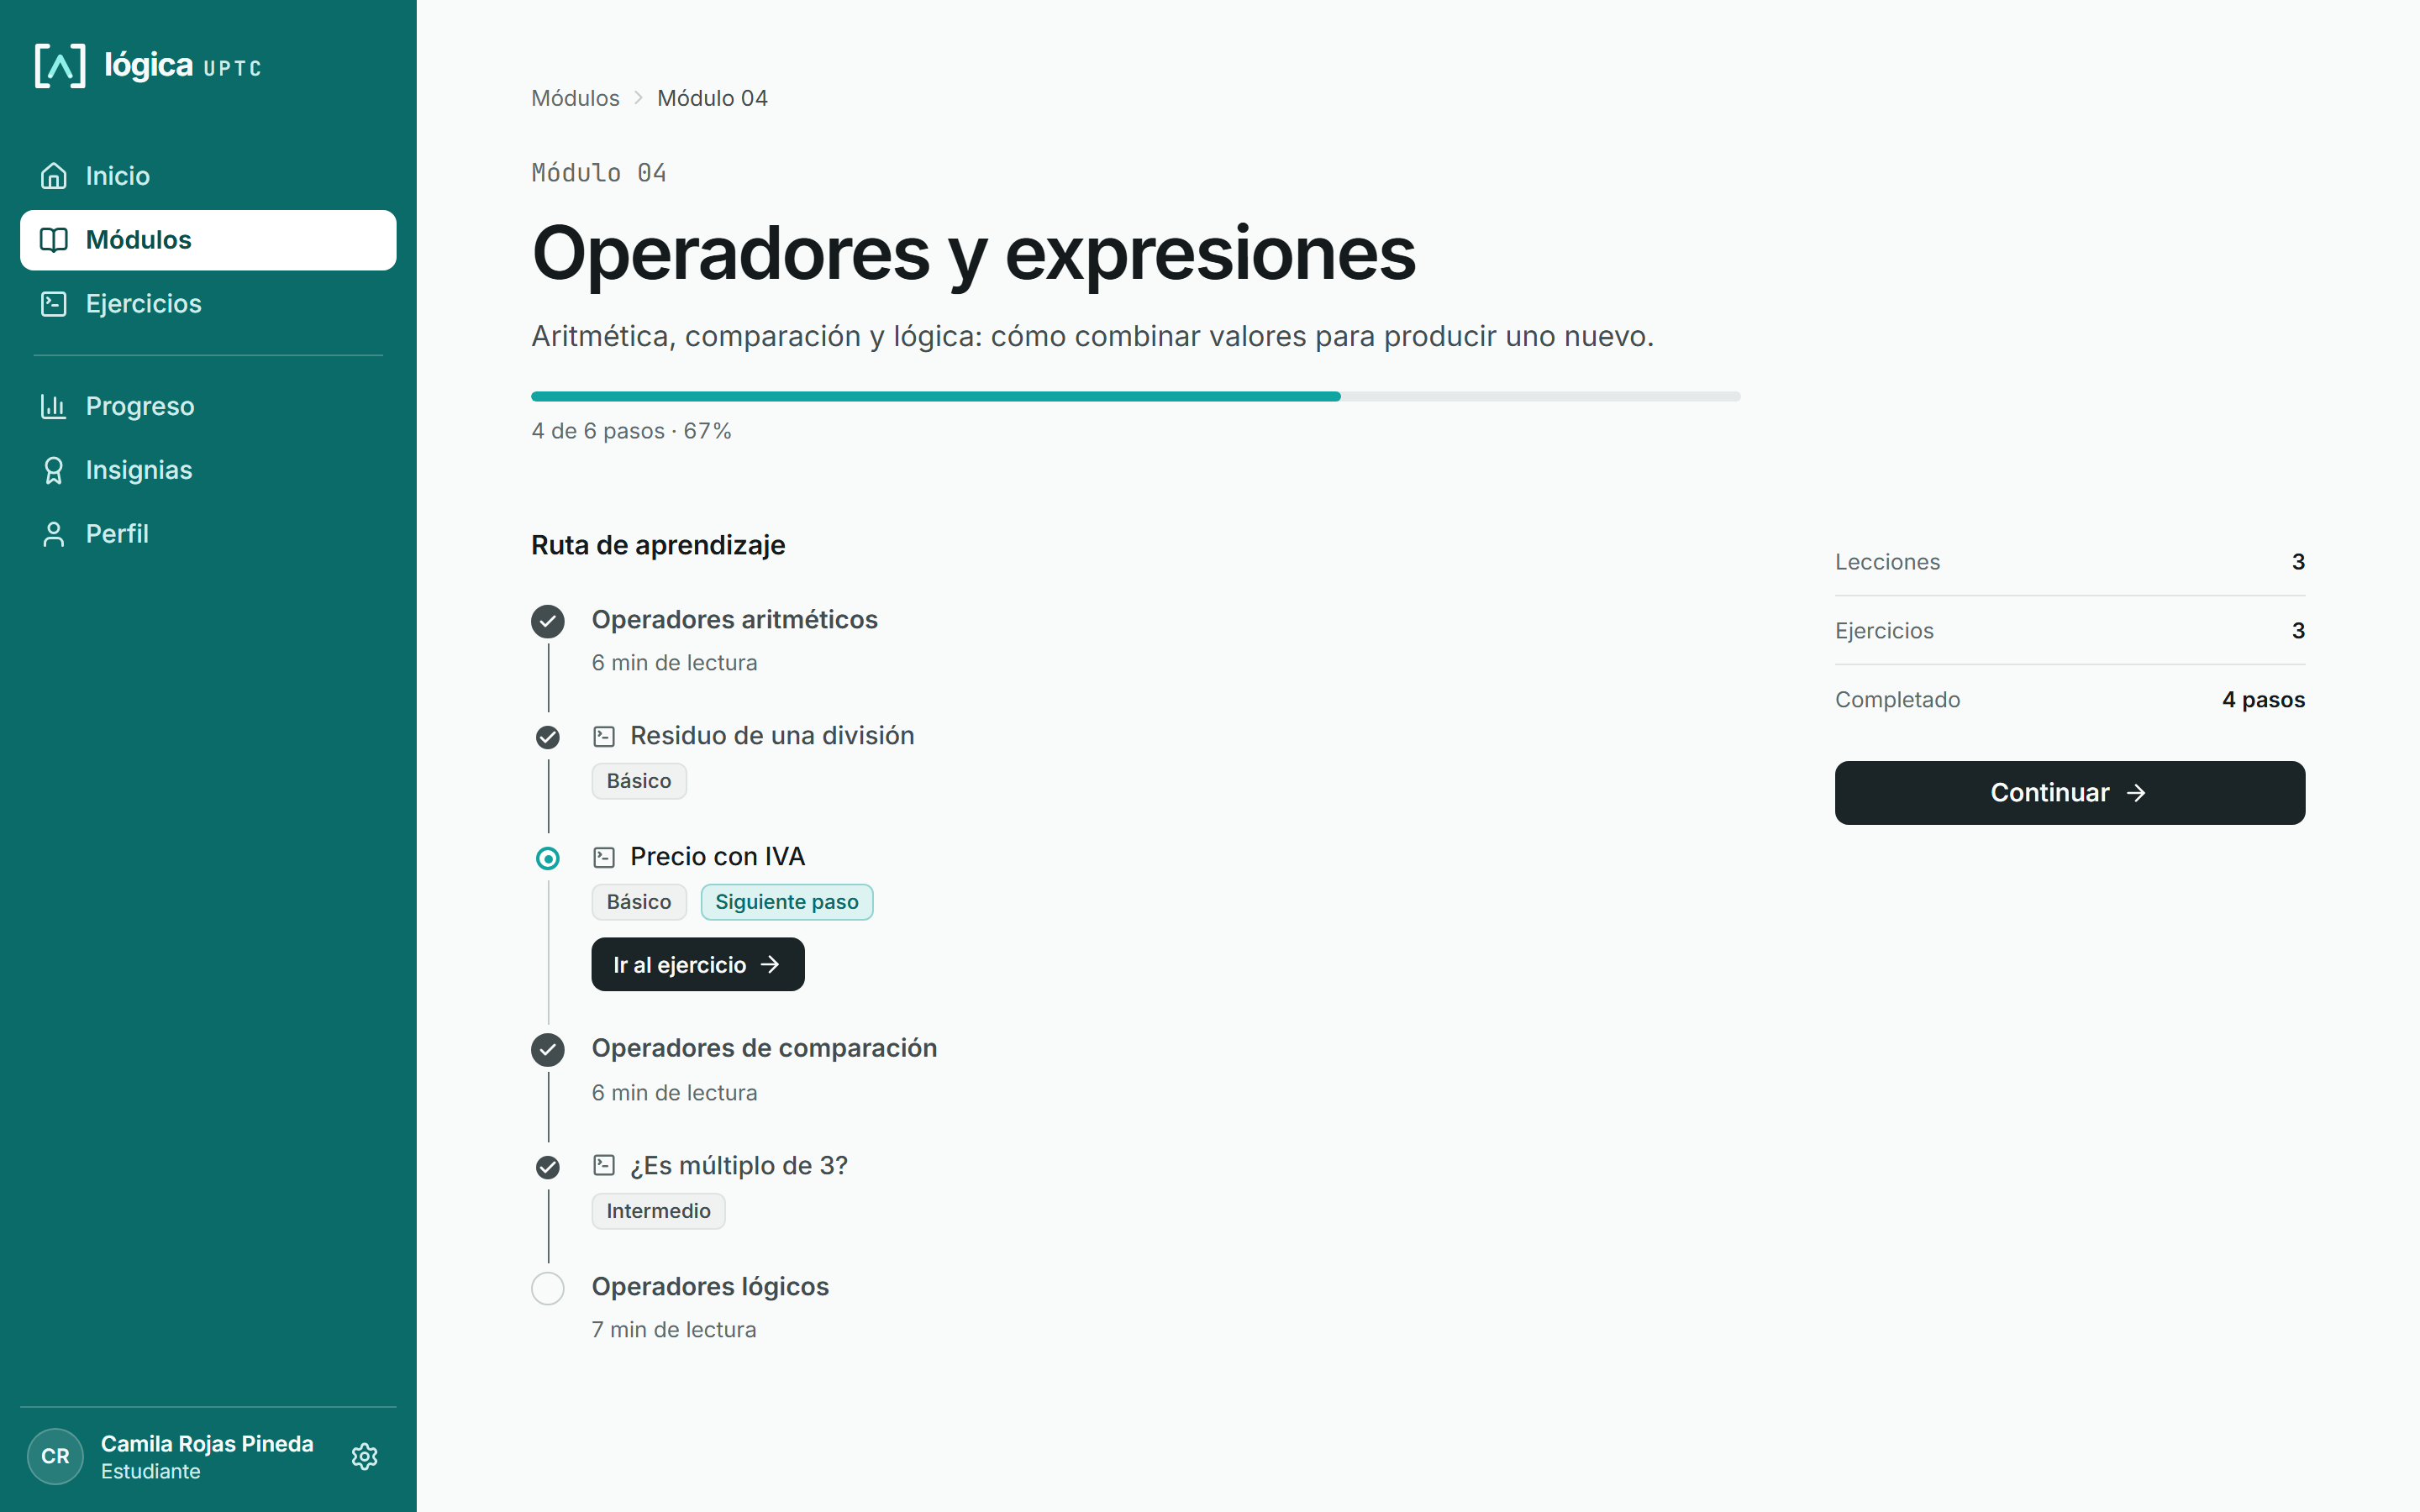 lógica UPTC
Inicio
Módulos
Ejercicios
Progreso
Insignias
Perfil
CR
Camila Rojas Pineda
Estudiante
Módulos > Módulo 04
Módulo 04
Operadores y expresiones
Aritmética, comparación y lógica: cómo combinar valores para producir uno nuevo.
4 de 6 pasos · 67%
Ruta de aprendizaje
Operadores aritméticos
6 min de lectura
Residuo de una división
Básico
Precio con IVA
Básico Siguiente paso
Ir al ejercicio →
Operadores de comparación
6 min de lectura
¿Es múltiplo de 3?
Intermedio
Operadores lógicos
7 min de lectura
Lecciones 3
Ejercicios 3
Completado 4 pasos
Continuar →